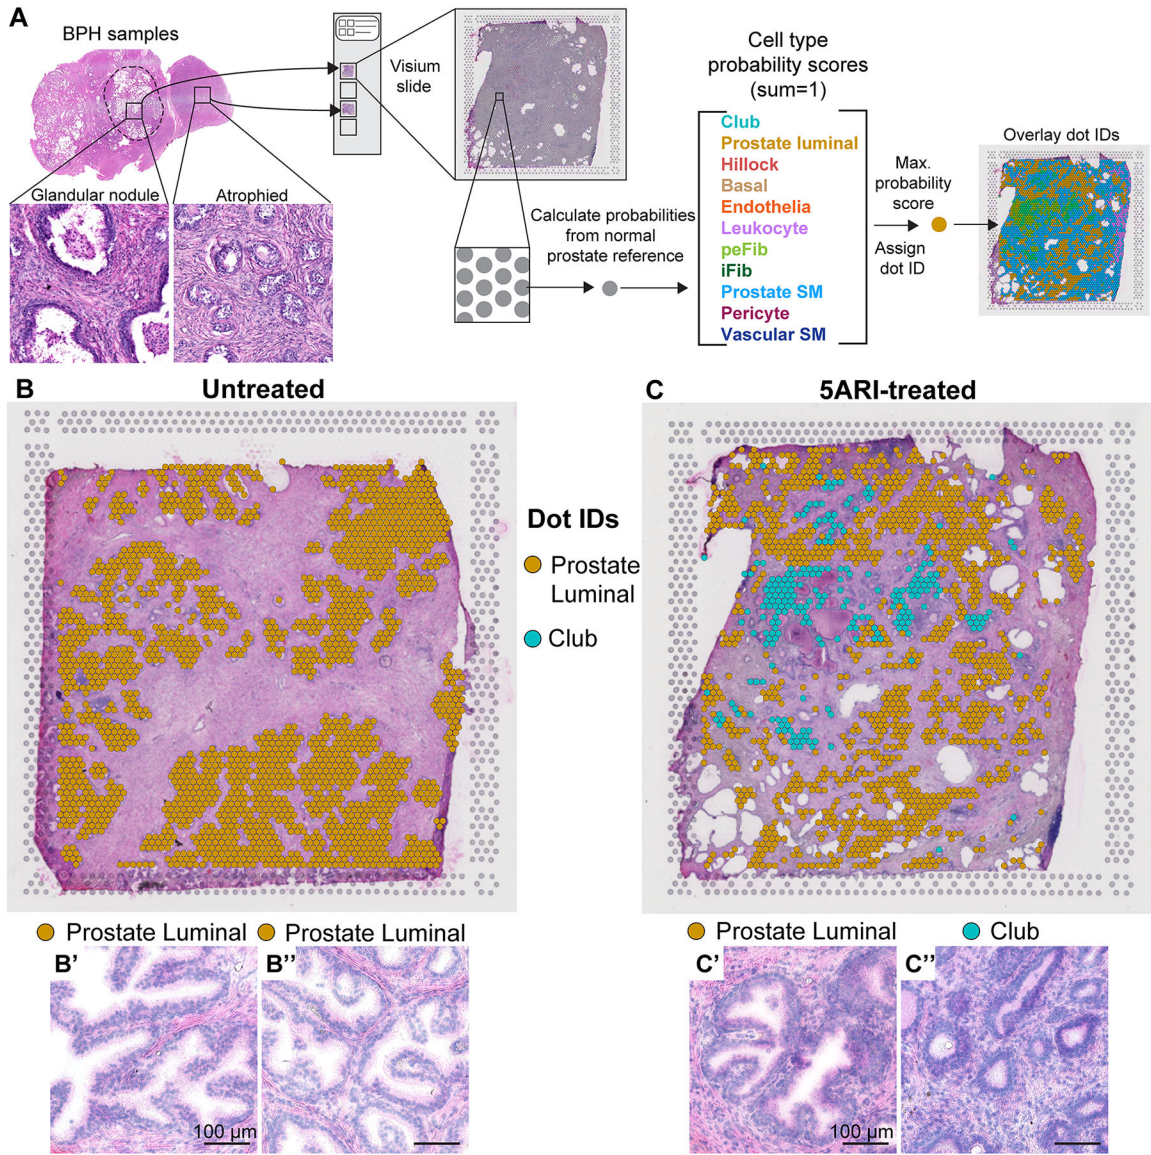 A
BPH samples
Glandular nodule
Atrophied
Visium
slide
Calculate probabilities
from normal
prostate reference
Cell type
probability scores
(sum=1)
Club
Prostate luminal
Hillock
Basal
Endothelia
Leukocyte
peFib
iFib
Prostate SM
Pericyte
Vascular SM
Max.
probability
score
Assign
dot ID
Overlay dot IDs
B
Untreated
Dot IDs
Prostate
Luminal
Club
C
5ARI-treated
Prostate Luminal
Prostate Luminal
B'
100 µm
B''
Prostate Luminal
Club
C'
100 µm
C''